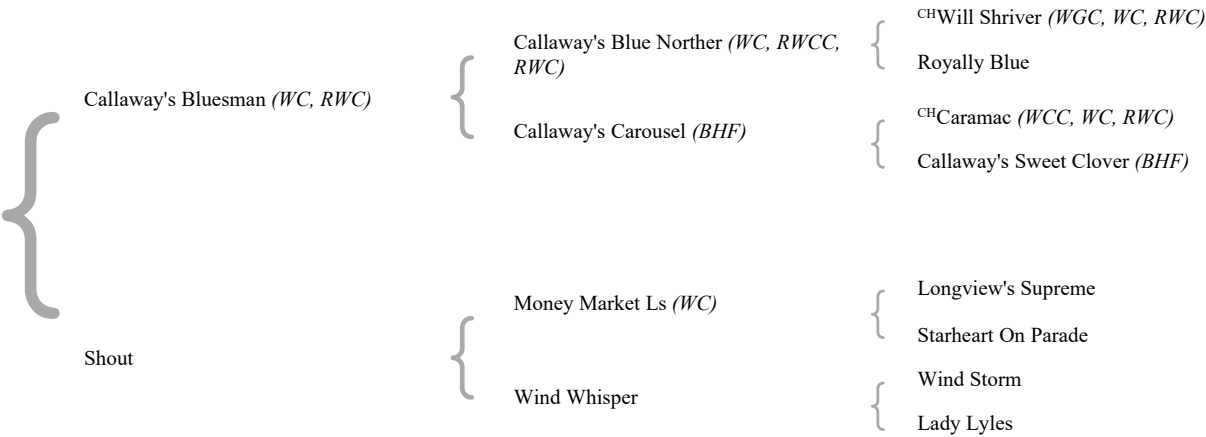 CHWill Shriver (WGC, WC, RWC)
Callaway's Blue Norther (WC, RWCC,
RWC)
Royally Blue
Callaway's Bluesman (WC, RWC)
CHCaramac (WCC, WC, RWC)
Callaway's Carousel (BHF)
Callaway's Sweet Clover (BHF)
Longview's Supreme
Money Market Ls (WC)
Starheart On Parade
Shout
Wind Storm
Wind Whisper
Lady Lyles